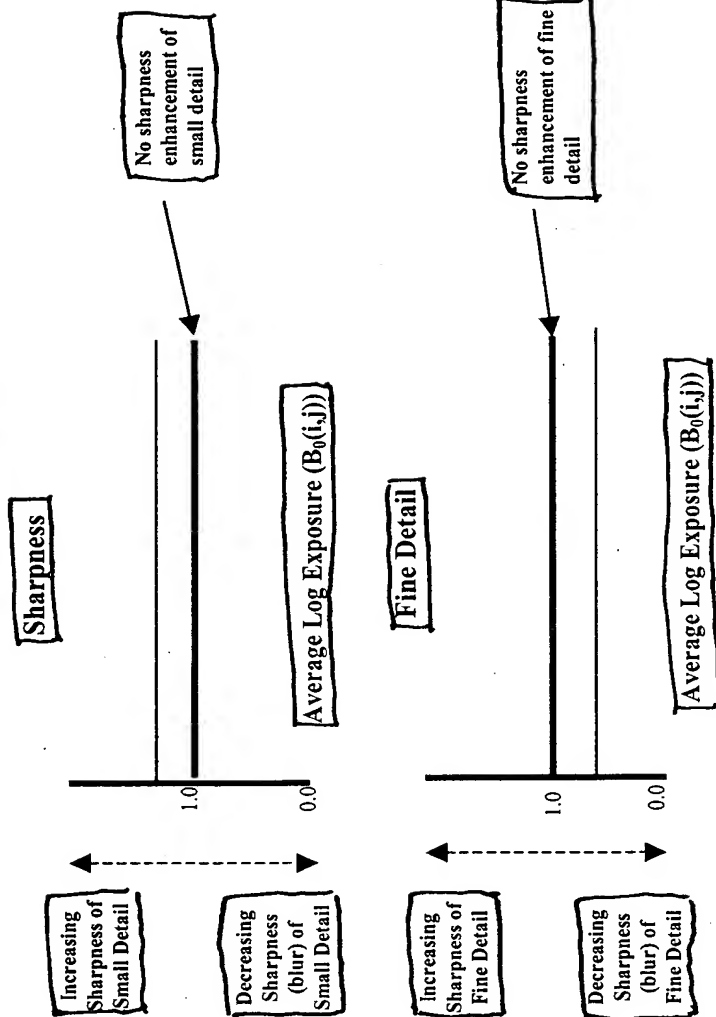 Sharpness
Increasing
Sharpness of
Small Detail
1.0
No sharpness
enhancement of
small detail
Decreasing
Sharpness
(blur) of
Small Detail
0.0
Average Log Exposure (B₀(i,j))
Fine Detail
Increasing
Sharpness of
Fine Detail
1.0
No sharpness
enhancement of fine
detail
Decreasing
Sharpness
(blur) of
Fine Detail
0.0
Average Log Exposure (B₀(i,j))